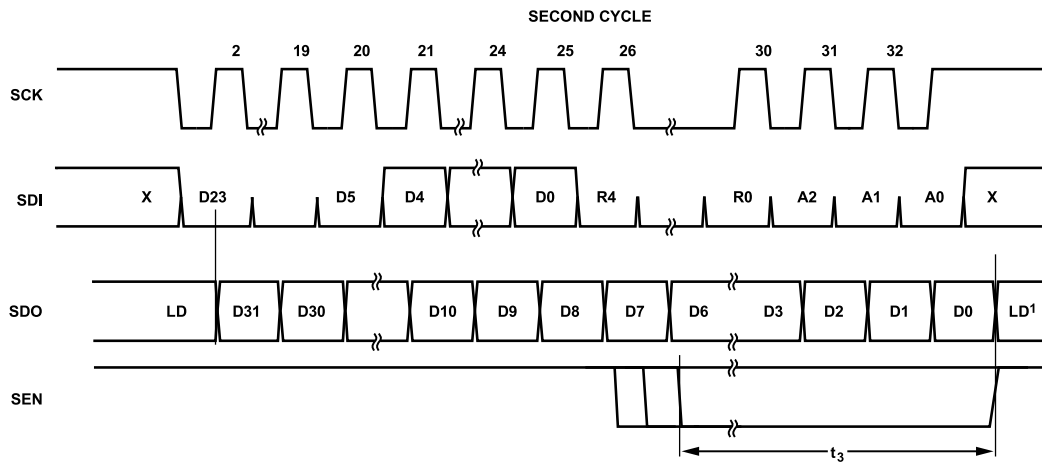 SECOND CYCLE
2 19 20 21 24 25 26 30 31 32
SCK
SDI X D23 D5 D4 D0 R4 R0 A2 A1 A0 X
SDO LD D31 D30 D10 D9 D8 D7 D6 D3 D2 D1 D0 LD¹
SEN
t₃